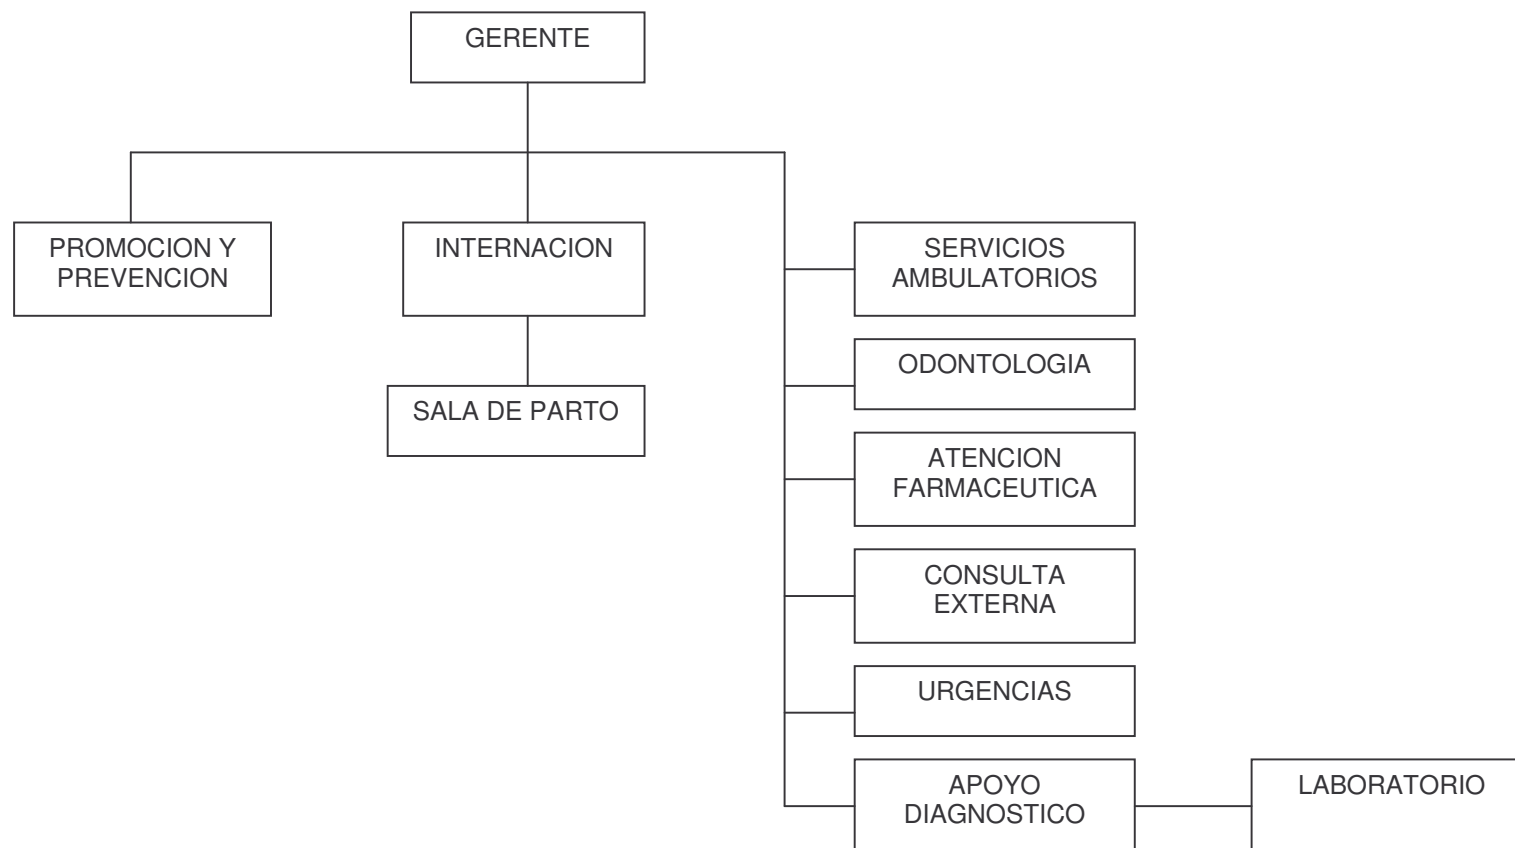 GERENTE
PROMOCION Y
PREVENCION
INTERNACION
SERVICIOS
AMBULATORIOS
ODONTOLOGIA
SALA DE PARTO
ATENCION
FARMACEUTICA
CONSULTA
EXTERNA
URGENCIAS
APOYO
DIAGNOSTICO
LABORATORIO